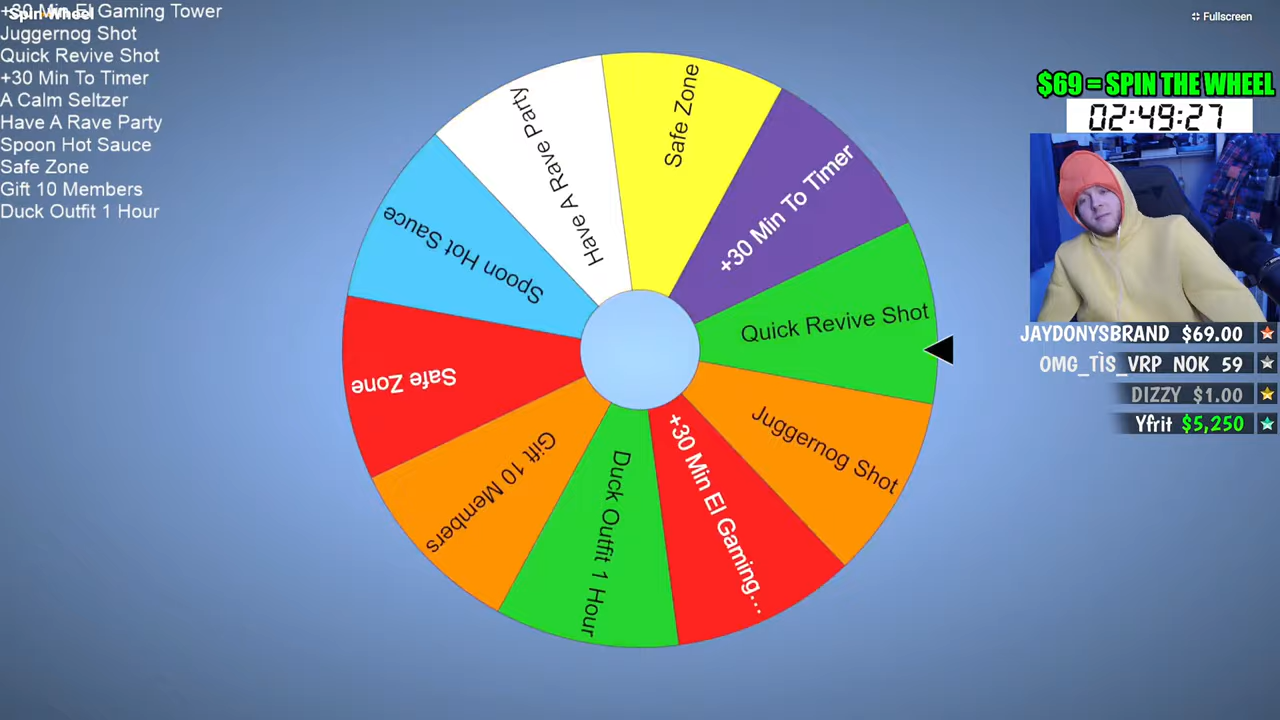 +30 Min El Gaming Tower
Spin Wheel
Juggernog Shot
Quick Revive Shot
+30 Min To Timer
A Calm Seltzer
Have A Rave Party
Spoon Hot Sauce
Safe Zone
Gift 10 Members
Duck Outfit 1 Hour
Fullscreen
Safe Zone
+30 Min To Timer
Quick Revive Shot
Juggernog Shot
+30 Min El Gaming...
Duck Outfit 1 Hour
Gift 10 Members
Safe Zone
Spoon Hot Sauce
Have A Rave Party
$69 = SPIN THE WHEEL
02:49:27
JAYDONYSBRAND $69.00
OMG_TÌS_VRP NOK 59
DIZZY $1.00
Yfrit $5,250